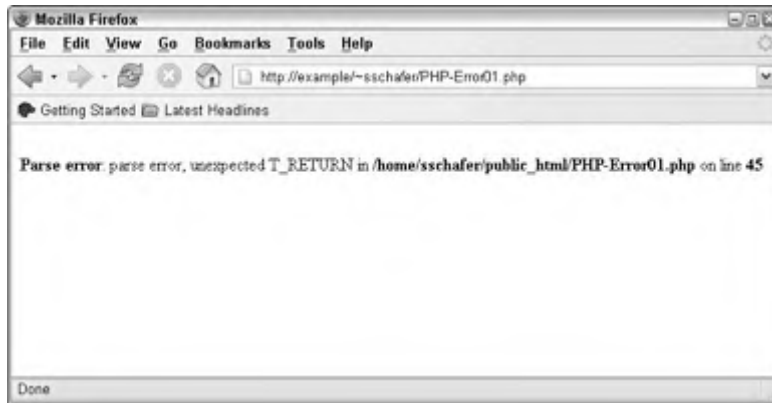 Mozilla Firefox
File Edit View Go Bookmarks Tools Help
http://example/~sschafer/PHP-Error01.php
Getting Started Latest Headlines
Parse error: parse error, unexpected T_RETURN in /home/sschafer/public_html/PHP-Error01.php on line 45
Done